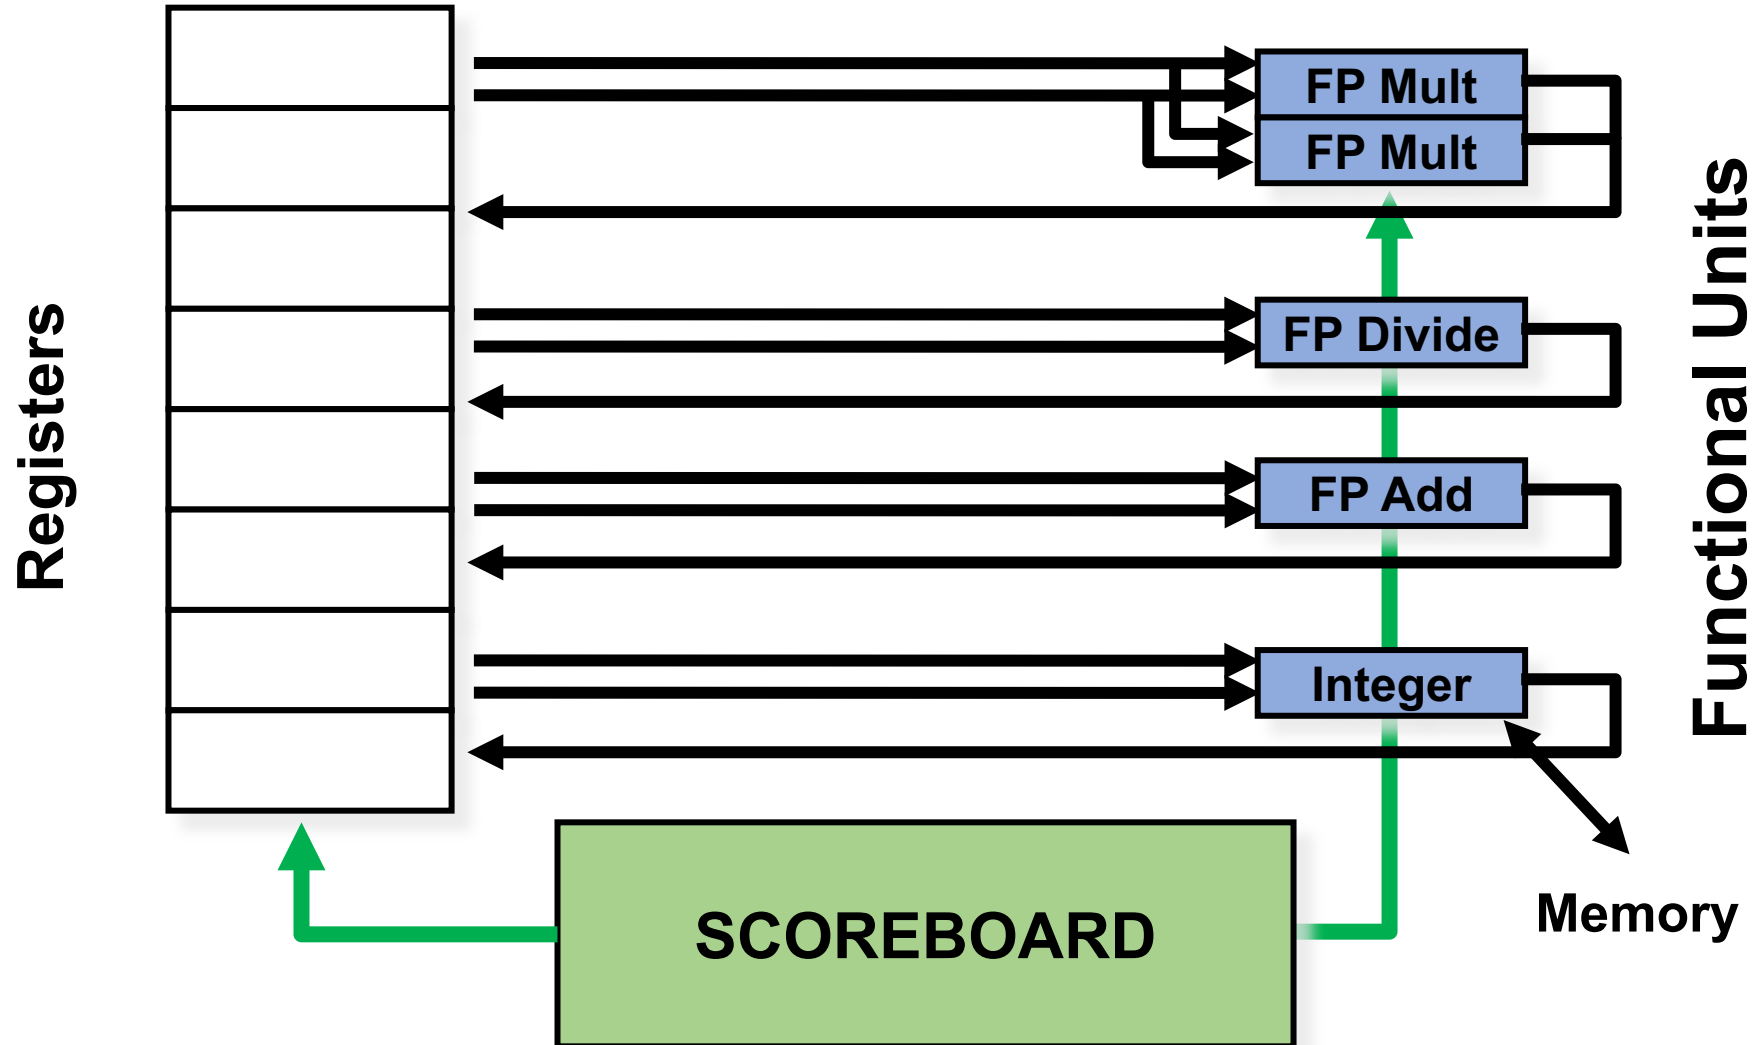 Registers
FP Mult
FP Mult
FP Divide
FP Add
Integer
Functional Units
Memory
SCOREBOARD